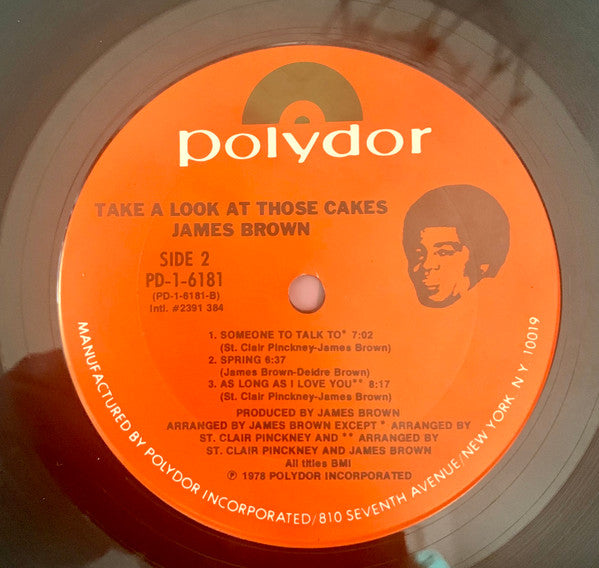 polydor
TAKE A LOOK AT THOSE CAKES
JAMES BROWN
SIDE 2
PD-1-6181
(PD-1-6181-B)
Intl. #2391 384
1. SOMEONE TO TALK TO* 7:02
(St. Clair Pinckney-James Brown)
2. SPRING 6:37
(James Brown-Deidre Brown)
3. AS LONG AS I LOVE YOU** 8:17
(St. Clair Pinckney-James Brown)
PRODUCED BY JAMES BROWN
ARRANGED BY JAMES BROWN EXCEPT * ARRANGED BY
ST. CLAIR PINCKNEY AND ** ARRANGED BY
ST. CLAIR PINCKNEY AND JAMES BROWN
All titles BMI
℗ 1978 POLYDOR INCORPORATED
MANUFACTURED BY POLYDOR INCORPORATED/810 SEVENTH AVENUE/NEW YORK NY 10019